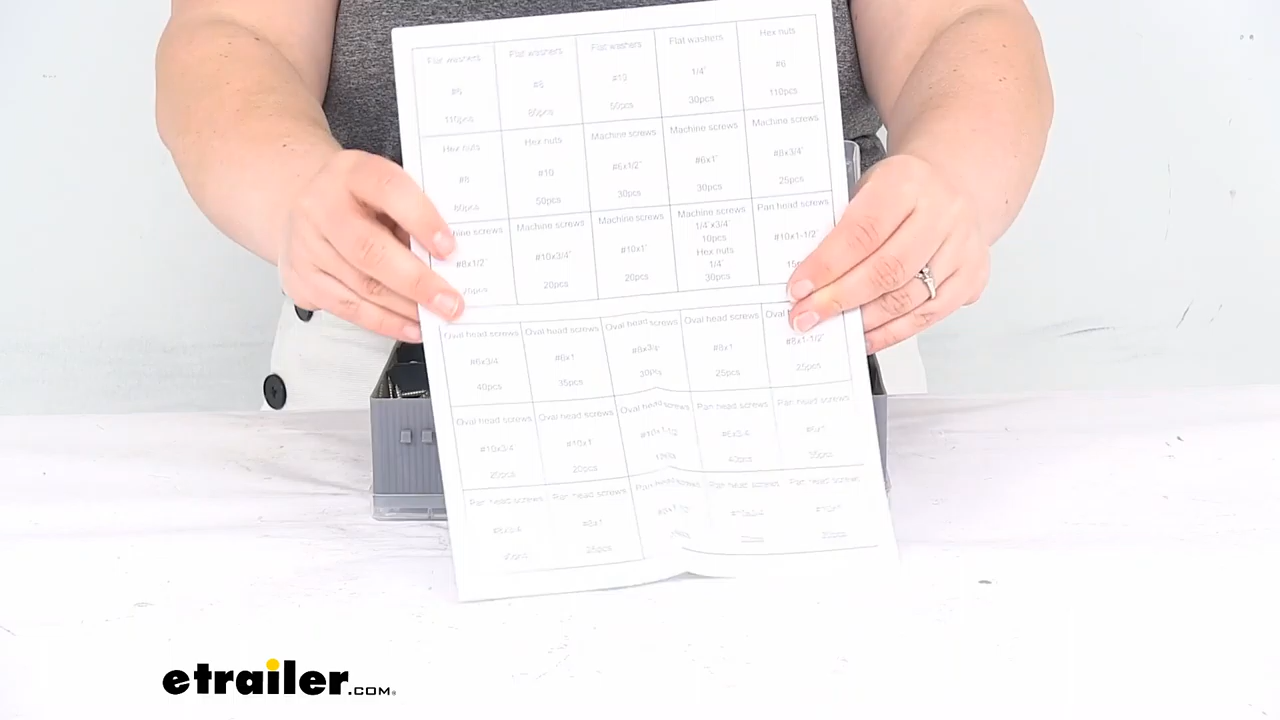 Flat washers
#6
110pcs
Flat washers
#8
60pcs
Flat washers
#10
50pcs
Flat washers
1/4"
30pcs
Hex nuts
#6
110pcs
Hex nuts
#8
60pcs
Hex nuts
#10
50pcs
Machine screws
#6x1/2"
30pcs
Machine screws
#6x1"
30pcs
Machine screws
#8x3/4"
25pcs
screws
#8x1/2"
Machine screws
#10x3/4"
20pcs
Machine screws
#10x1"
20pcs
Machine screws
1/4"x3/4"
10pcs
Hex nuts
1/4"
30pcs
Pan head screws
#10x1-1/2"
Oval head screws
#6x3/4
40pcs
Oval head screws
#6x1
35pcs
Oval head screws
#8x3/4"
30pcs
Oval head screws
#8x1
25pcs
Oval
#8x1-1/2"
25pcs
Oval head screws
#10x3/4"
Oval head screws
#10x1
20pcs
Oval head screws
#10x1-1/2
Pan head screws
#6x3/4
Pan head screws
#6x1
35pcs
Pan head screws
#8x3/4
Pan head screws
#8x1
25pcs
Pan head screws
Pan head screws
Pan head screws
etrailer.COM